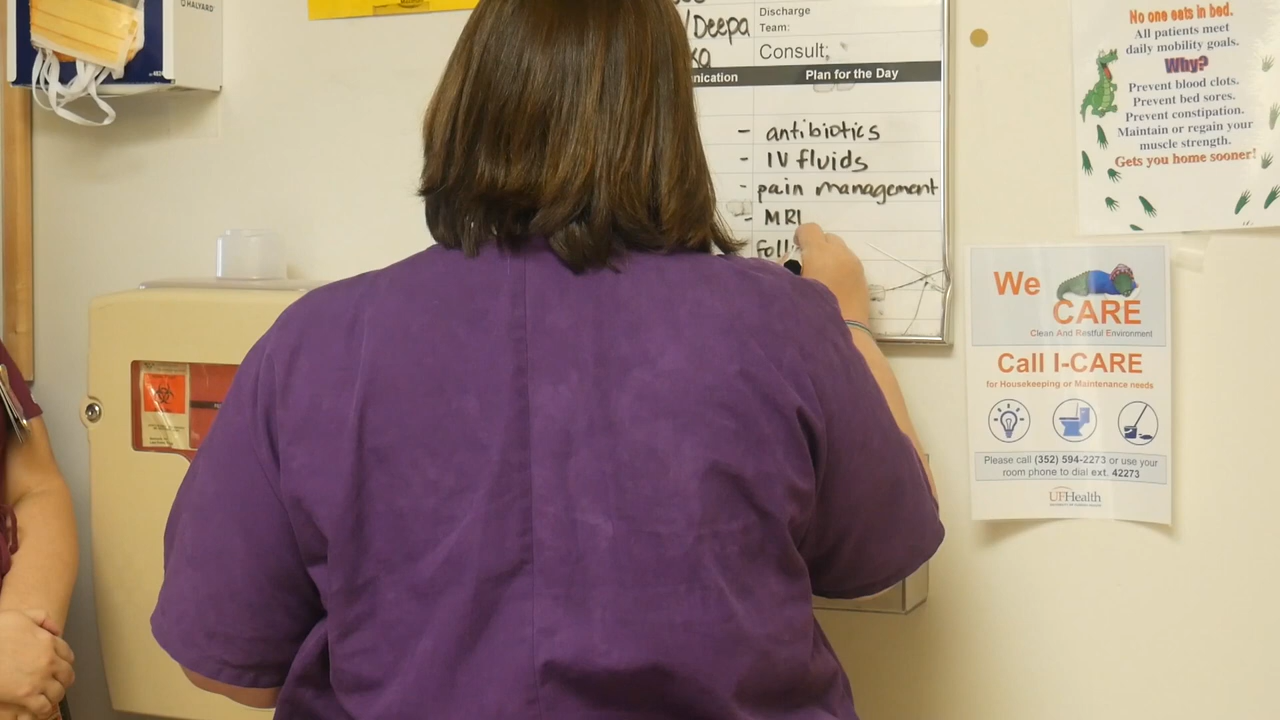 HALYARD
Discharge
Team:
/Deepa
Consult:
Plan for the Day
- antibiotics
- IV fluids
- pain management
- MRI
No one eats in bed.
All patients meet
daily mobility goals.
Why?
Prevent blood clots.
Prevent bed sores.
Prevent constipation.
Maintain or regain your
muscle strength.
Gets you home sooner!
We
CARE
Clean And Restful Environment
Call I-CARE
for Housekeeping or Maintenance needs
Please call (352) 594-2273 or use your
room phone to dial ext. 42273
UFHealth